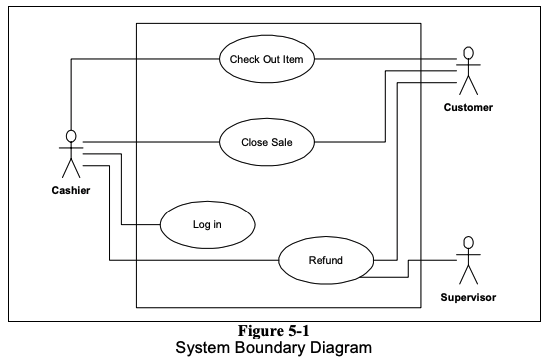 Check Out Item
Customer
Close Sale
Cashier
Log in
Refund
Supervisor
Figure 5-1
System Boundary Diagram